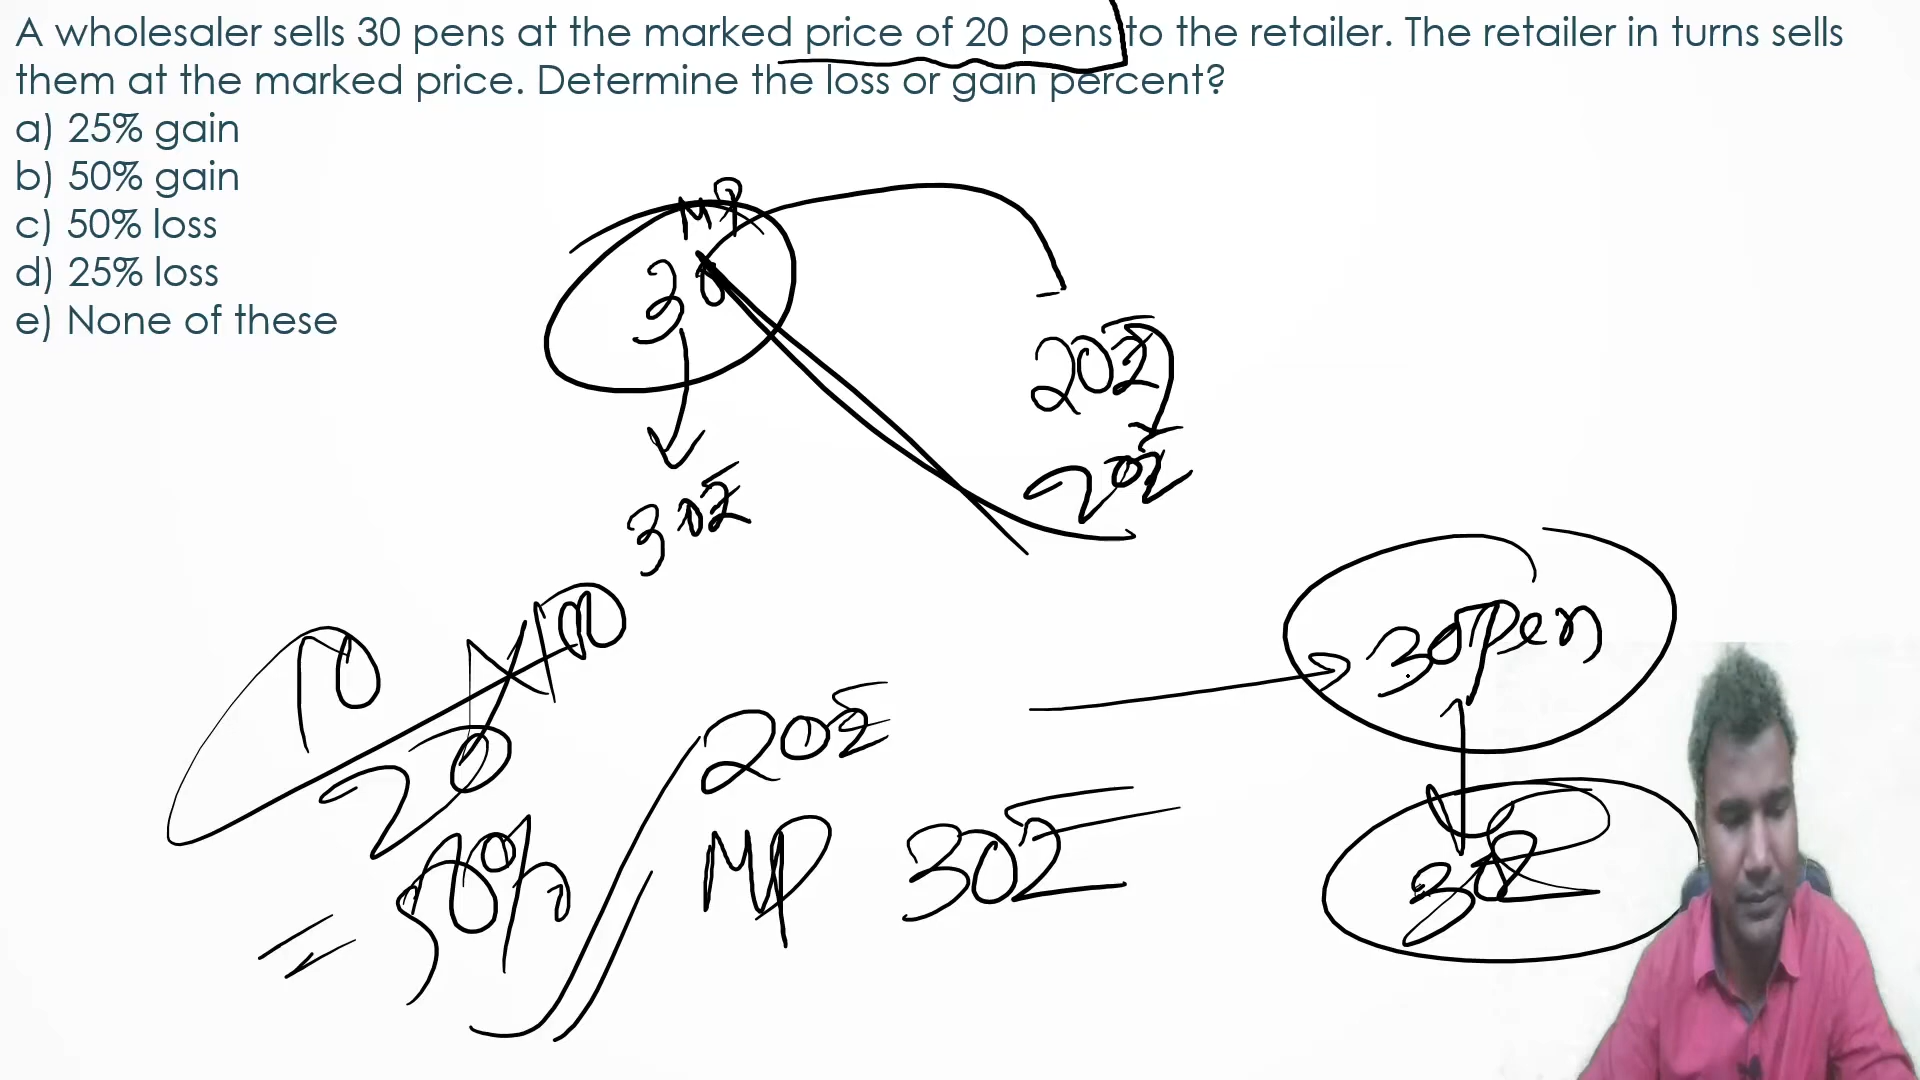 A wholesaler sells 30 pens at the marked price of 20 pens to the retailer. The retailer in turns sells
them at the marked price. Determine the loss or gain percent?
a) 25% gain
b) 50% gain
c) 50% loss
d) 25% loss
e) None of these
MP
30
20
20
30
10
20
30 pen
= 50%
20
MP 30
30